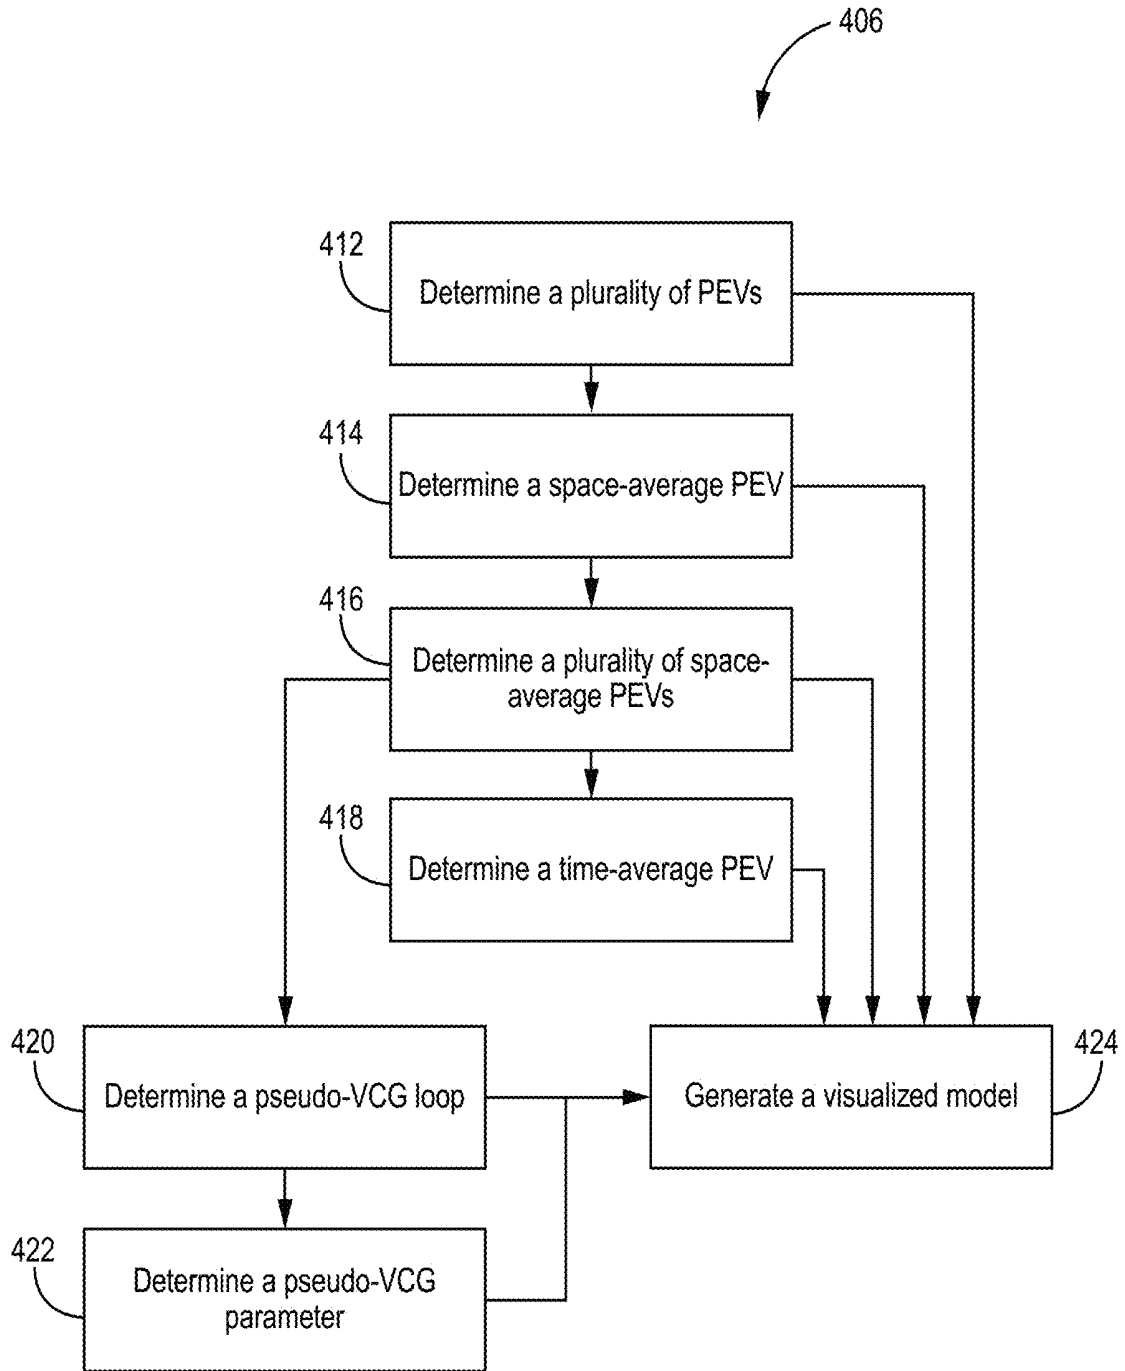 406
412
Determine a plurality of PEVs
414
Determine a space-average PEV
416
Determine a plurality of space-
average PEVs
418
Determine a time-average PEV
420
Determine a pseudo-VCG loop
Generate a visualized model
424
422
Determine a pseudo-VCG
parameter